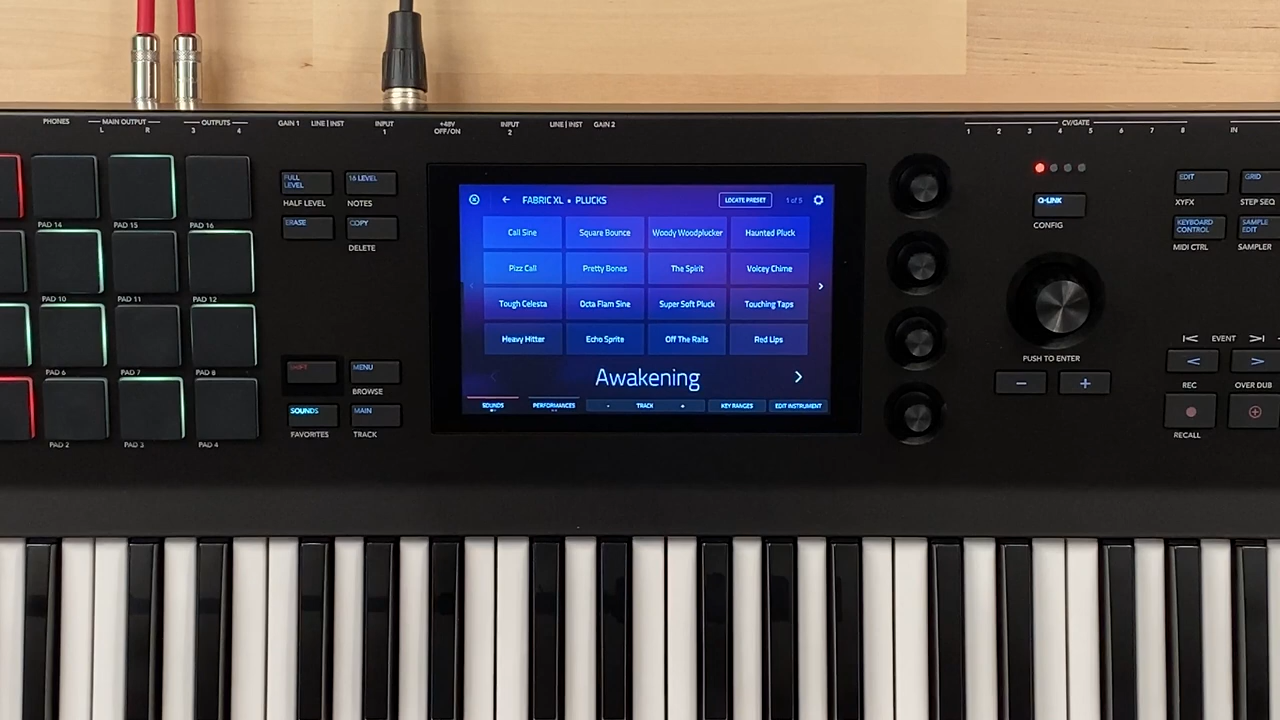 PHONES
MAIN OUTPUT
L R
OUTPUTS
3 4
GAIN 1
LINE | INST
INPUT
1
+48V
OFF/ON
INPUT
2
LINE | INST
GAIN 2
CV/GATE
1 2 3 4 5 6 7 8
IN
PAD 14
PAD 15
PAD 16
PAD 10
PAD 11
PAD 12
PAD 6
PAD 7
PAD 8
PAD 2
PAD 3
PAD 4
FULL
LEVEL
HALF LEVEL
16 LEVEL
NOTES
ERASE
COPY
DELETE
SHIFT
MENU
BROWSE
SOUNDS
FAVORITES
MAIN
TRACK
FABRIC XL • PLUCKS
LOCATE PRESET
1 of 5
Call Sine
Square Bounce
Woody Woodplucker
Haunted Pluck
Pizz Call
Pretty Bones
The Spirit
Voicey Chime
Tough Celesta
Octa Flam Sine
Super Soft Pluck
Touching Taps
Heavy Hitter
Echo Sprite
Off The Rails
Red Lips
Awakening
SOUNDS
PERFORMANCES
- TRACK +
KEY RANGES
EDIT INSTRUMENT
Q-LINK
CONFIG
PUSH TO ENTER
− +
EDIT
XYFX
GRID
STEP SEQ
KEYBOARD
CONTROL
MIDI CTRL
SAMPLE
EDIT
SAMPLER
EVENT
< >
REC
OVER DUB
RECALL